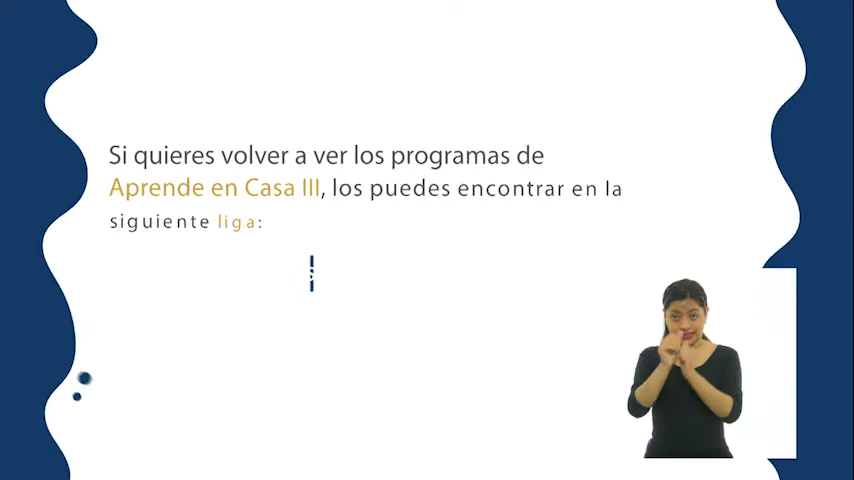 Si quieres volver a ver los programas de
Aprende en Casa III, los puedes encontrar en la
siguiente liga: